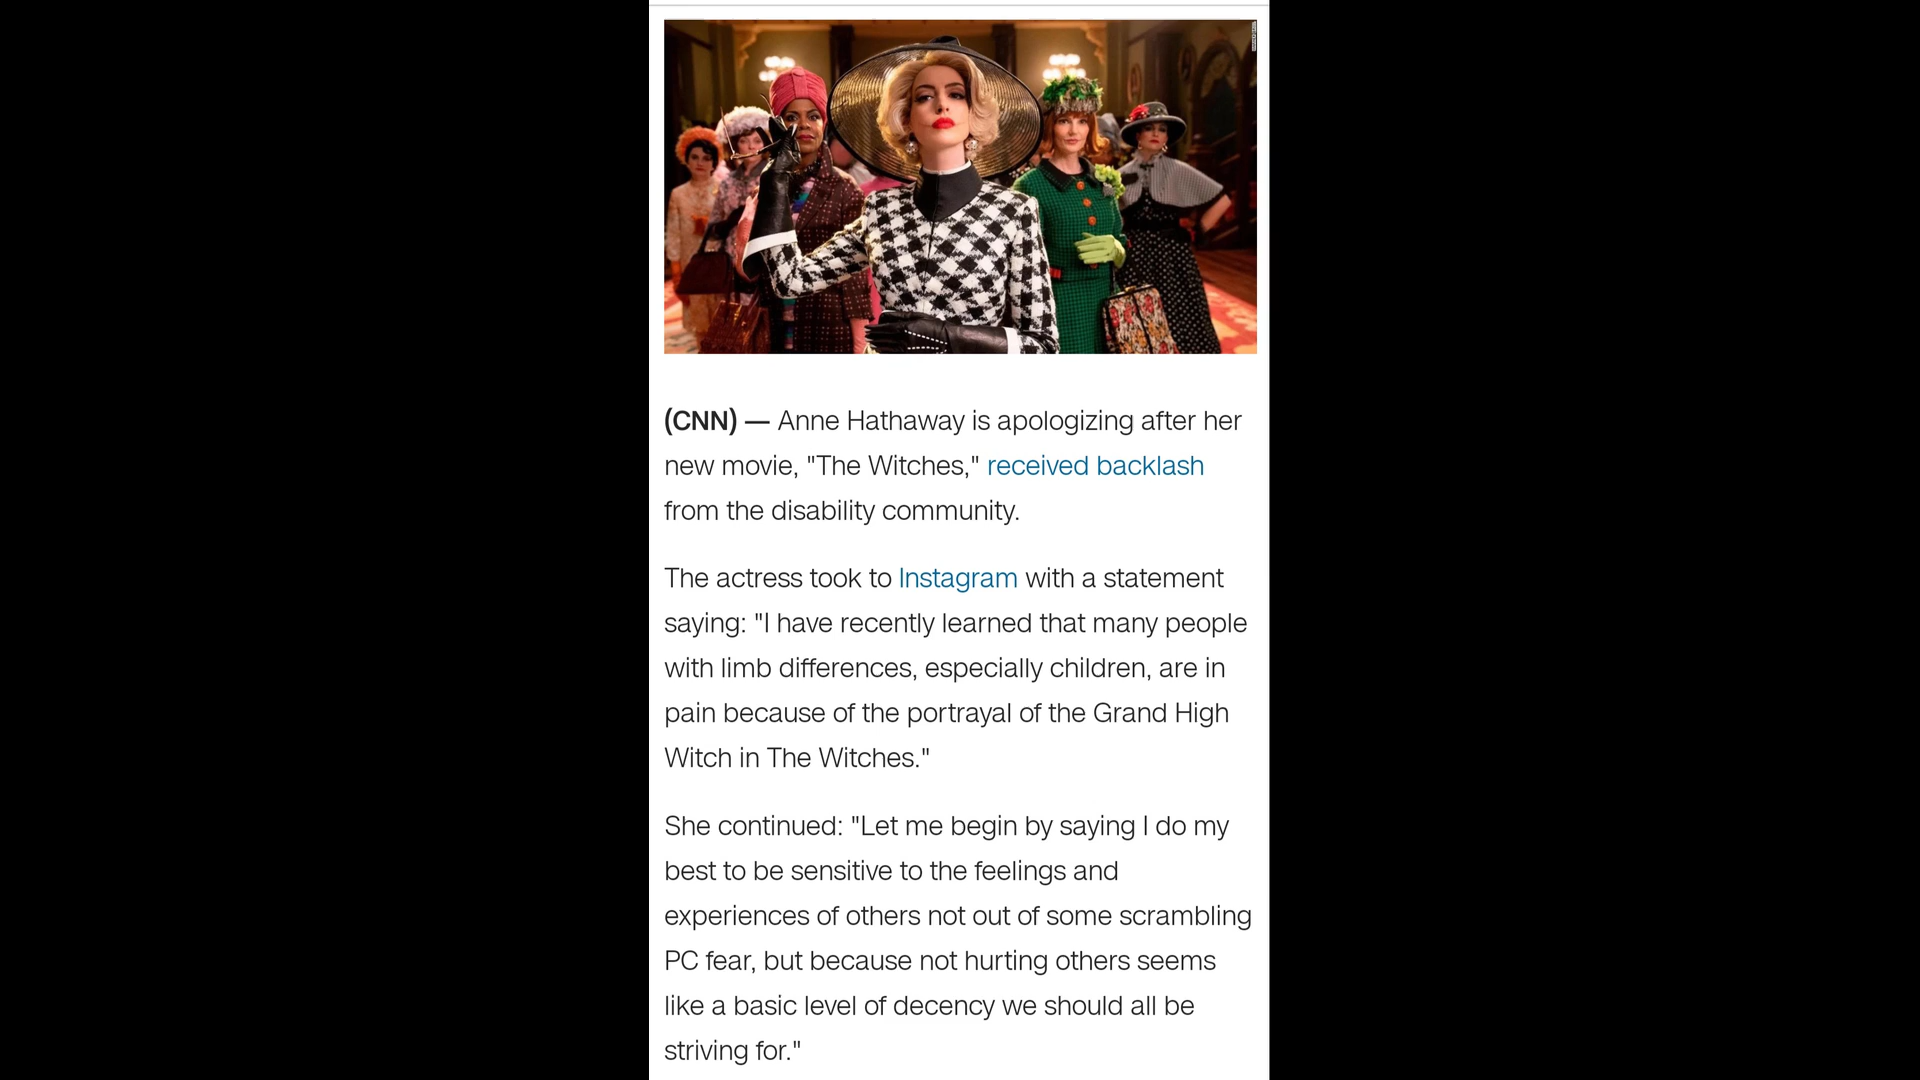 (CNN) — Anne Hathaway is apologizing after her
new movie, "The Witches," received backlash
from the disability community.
The actress took to Instagram with a statement
saying: "I have recently learned that many people
with limb differences, especially children, are in
pain because of the portrayal of the Grand High
Witch in The Witches."
She continued: "Let me begin by saying I do my
best to be sensitive to the feelings and
experiences of others not out of some scrambling
PC fear, but because not hurting others seems
like a basic level of decency we should all be
striving for."